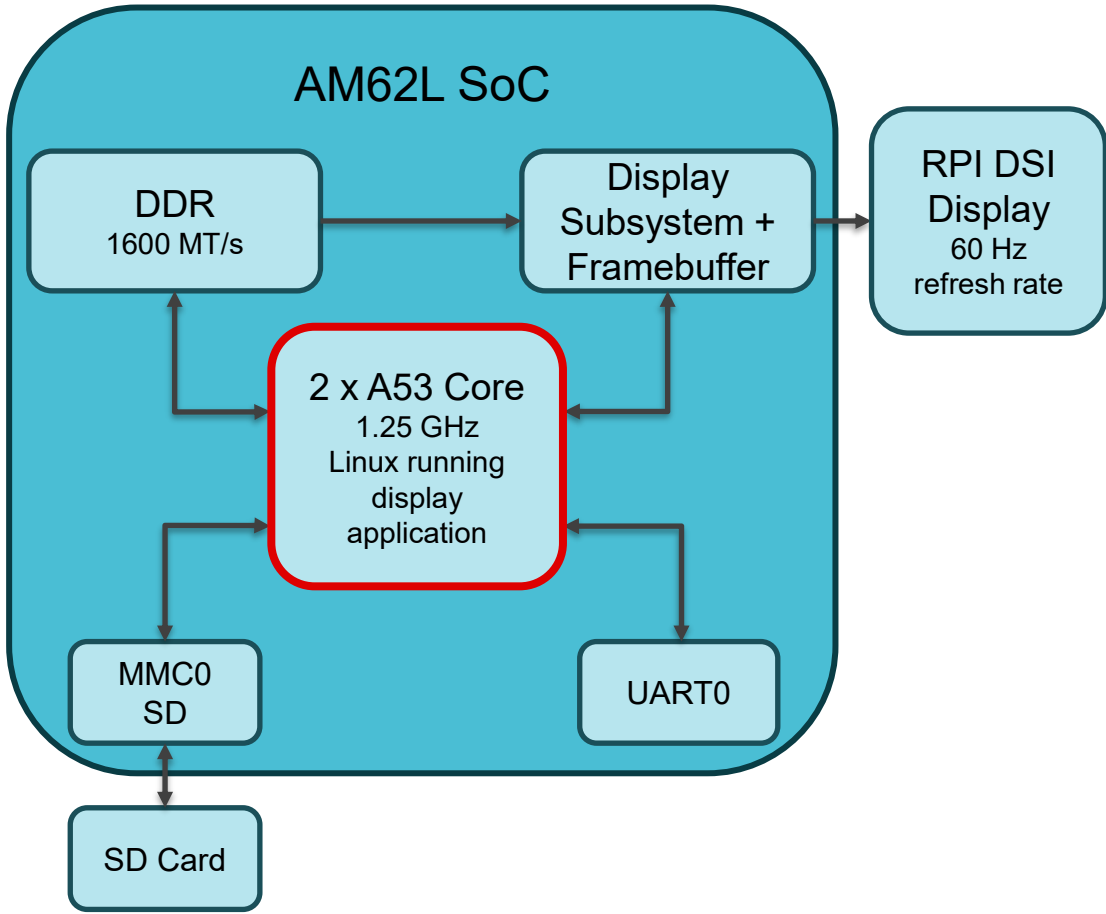 AM62L SoC
DDR
1600 MT/s
Display
Subsystem +
Framebuffer
RPI DSI
Display
60 Hz
refresh rate
2 x A53 Core
1.25 GHz
Linux running
display
application
MMC0
SD
UART0
SD Card